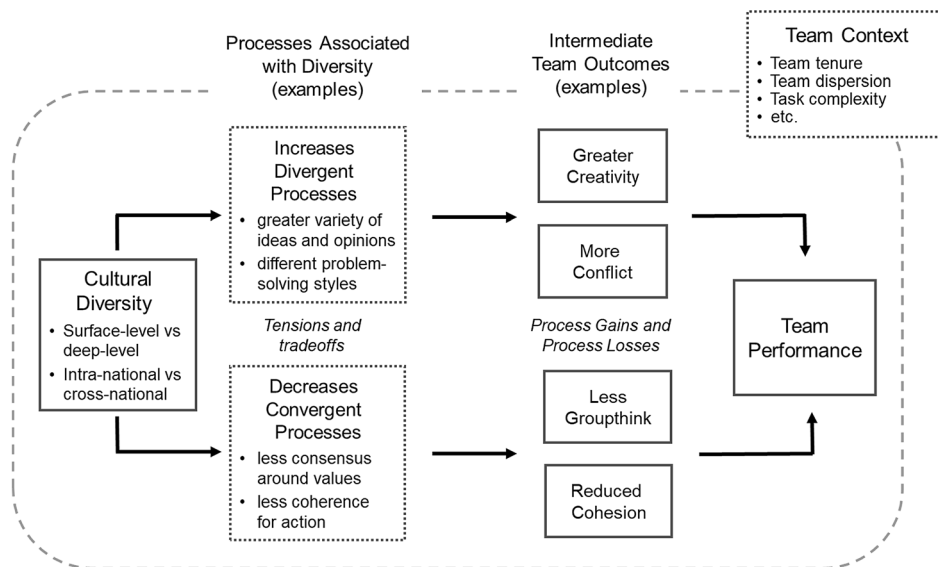 Processes Associated
with Diversity
(examples)
Intermediate
Team Outcomes
(examples)
Team Context
• Team tenure
• Team dispersion
• Task complexity
• etc.
Increases
Divergent
Processes
• greater variety of
ideas and opinions
• different problem-
solving styles
Greater
Creativity
More
Conflict
Cultural
Diversity
• Surface-level vs
deep-level
• Intra-national vs
cross-national
Tensions and
tradeoffs
Process Gains and
Process Losses
Team
Performance
Decreases
Convergent
Processes
• less consensus
around values
• less coherence
for action
Less
Groupthink
Reduced
Cohesion